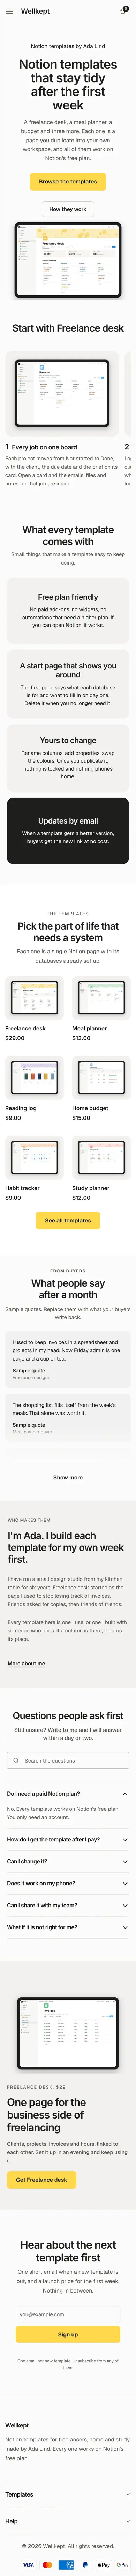 Wellkept
0
Notion templates by Ada Lind
Notion templates
that stay tidy
after the first
week
A freelance desk, a meal planner, a
budget and three more. Each one is a
page you duplicate into your own
workspace, and all of them work on
Notion's free plan.
Browse the templates
How they work
Start with Freelance desk
1 Every job on one board
2
Each project moves from Not started to Done,
with the client, the due date and the brief on its
card. Open a card and the emails, files and
notes for that job are inside.
What every template
comes with
Small things that make a template easy to keep
using.
Free plan friendly
No paid add-ons, no widgets, no
automations that need a higher plan. If
you can open Notion, it works.
A start page that shows you
around
The first page says what each database
is for and what to fill in on day one.
Delete it when you no longer need it.
Yours to change
Rename columns, add properties, swap
the colours. Once you duplicate it,
nothing is locked and nothing phones
home.
Updates by email
When a template gets a better version,
buyers get the new link at no cost.
THE TEMPLATES
Pick the part of life that
needs a system
Each one is a single Notion page with its
databases already set up.
Freelance desk
$29.00
Meal planner
$12.00
Reading log
$9.00
Home budget
$15.00
Habit tracker
$9.00
Study planner
$12.00
See all templates
FROM BUYERS
What people say
after a month
Sample quotes. Replace them with what your buyers
write back.
I used to keep invoices in a spreadsheet and
projects in my head. Now Friday admin is one
page and a cup of tea.
Sample quote
Freelance designer
The shopping list fills itself from the week's
meals. That alone was worth it.
Sample quote
Meal planner buyer
Show more
WHO MAKES THEM
I'm Ada. I build each
template for my own week
first.
I have run a small design studio from my kitchen
table for six years. Freelance desk started as the
page I used to stop losing track of invoices.
Friends asked for copies, then friends of friends.
Every template here is one I use, or one I built with
someone who does. If a column is there, it earns
its place.
More about me
Questions people ask first
Still unsure? Write to me and I will answer
within a day or two.
Search the questions
Do I need a paid Notion plan?
No. Every template works on Notion's free plan.
You only need an account.
How do I get the template after I pay?
Can I change it?
Does it work on my phone?
Can I share it with my team?
What if it is not right for me?
FREELANCE DESK, $29
One page for the
business side of
freelancing
Clients, projects, invoices and hours, linked to
each other. Set it up in an evening and keep using
it.
Get Freelance desk
Hear about the next
template first
One short email when a new template is
out, and a launch price for the first week.
Nothing in between.
you@example.com
Sign up
One email per new template. Unsubscribe from any of
them.
Wellkept
Notion templates for freelancers, home and study,
made by Ada Lind. Every one works on Notion's
free plan.
Templates
Help
© 2026 Wellkept. All rights reserved.
VISA
Pay
G Pay